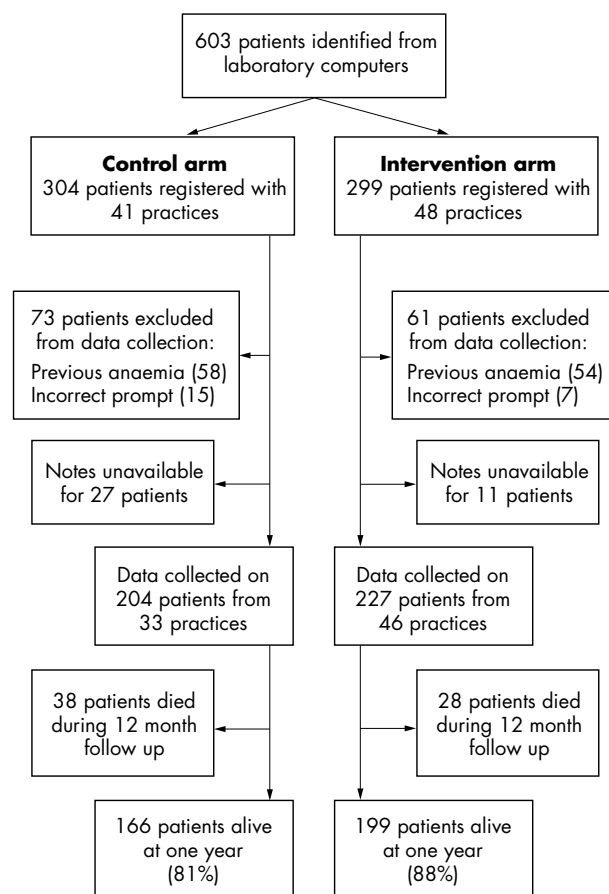 603 patients identified from
laboratory computers
Control arm
304 patients registered with
41 practices
Intervention arm
299 patients registered with
48 practices
73 patients excluded
from data collection:
Previous anaemia (58)
Incorrect prompt (15)
61 patients excluded
from data collection:
Previous anaemia (54)
Incorrect prompt (7)
Notes unavailable
for 27 patients
Notes unavailable
for 11 patients
Data collected on
204 patients from
33 practices
Data collected on
227 patients from
46 practices
38 patients died
during 12 month
follow up
28 patients died
during 12 month
follow up
166 patients alive
at one year
(81%)
199 patients alive
at one year
(88%)